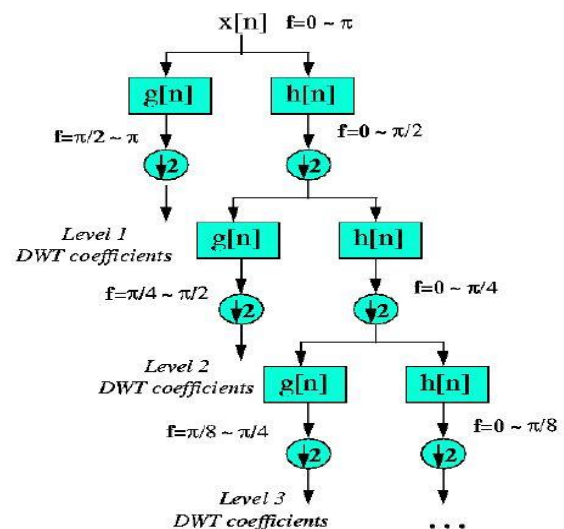 x[n] f=0 ~ π
g[n] h[n]
f=π/2 ~ π f=0 ~ π/2
↓2 ↓2
Level 1
DWT coefficients
g[n] h[n]
f=π/4 ~ π/2 f=0 ~ π/4
↓2 ↓2
Level 2
DWT coefficients
g[n] h[n]
f=π/8 ~ π/4 f=0 ~ π/8
↓2 ↓2
Level 3
DWT coefficients
. . .